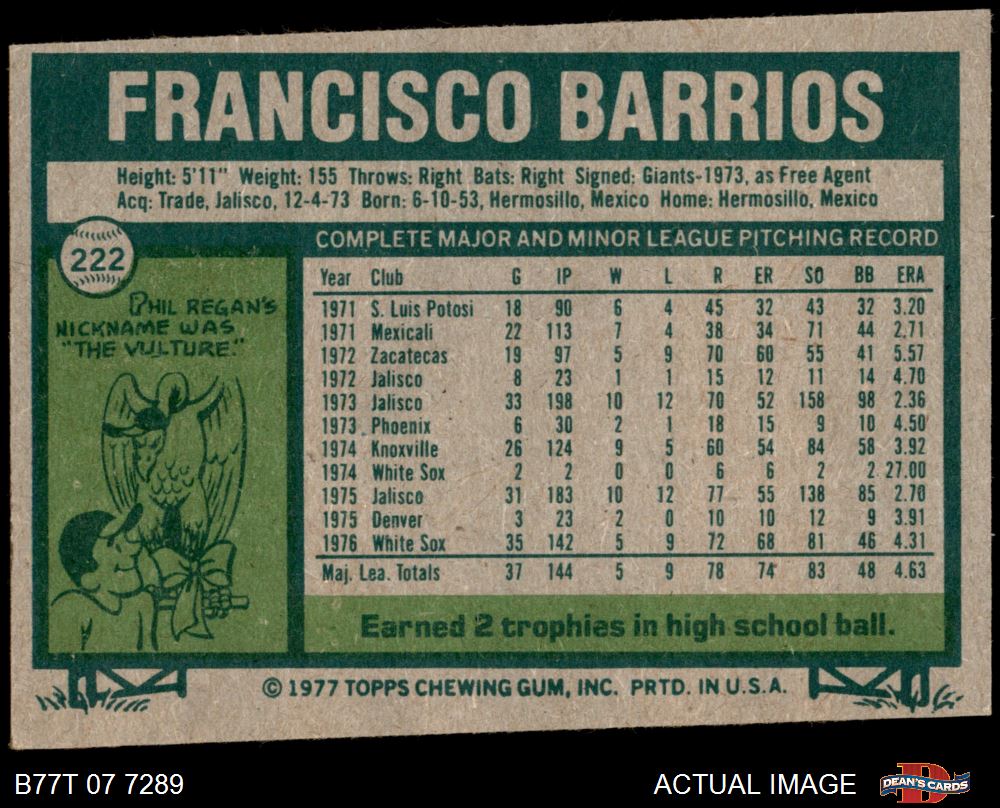 FRANCISCO BARRIOS
Height: 5'11" Weight: 155 Throws: Right Bats: Right Signed: Giants-1973, as Free Agent
Acq: Trade, Jalisco, 12-4-73 Born: 6-10-53, Hermosillo, Mexico Home: Hermosillo, Mexico
222
PHIL REGAN'S
NICKNAME WAS
"THE VULTURE."
COMPLETE MAJOR AND MINOR LEAGUE PITCHING RECORD
Year Club G IP W L R ER SO BB ERA
1971 S. Luis Potosi 18 90 6 4 45 32 43 32 3.20
1971 Mexicali 22 113 7 4 38 34 71 44 2.71
1972 Zacatecas 19 97 5 9 70 60 55 41 5.57
1972 Jalisco 8 23 1 1 15 12 11 14 4.70
1973 Jalisco 33 198 10 12 70 52 158 98 2.36
1973 Phoenix 6 30 2 1 18 15 9 10 4.50
1974 Knoxville 26 124 9 5 60 54 84 58 3.92
1974 White Sox 2 2 0 0 6 6 2 2 27.00
1975 Jalisco 31 183 10 12 77 55 138 85 2.70
1975 Denver 3 23 2 0 10 10 12 9 3.91
1976 White Sox 35 142 5 9 72 68 81 46 4.31
Maj. Lea. Totals 37 144 5 9 78 74 83 48 4.63
Earned 2 trophies in high school ball.
© 1977 TOPPS CHEWING GUM, INC. PRTD. IN U.S.A.
B77T 07 7289
ACTUAL IMAGE
D
DEAN'S CARDS